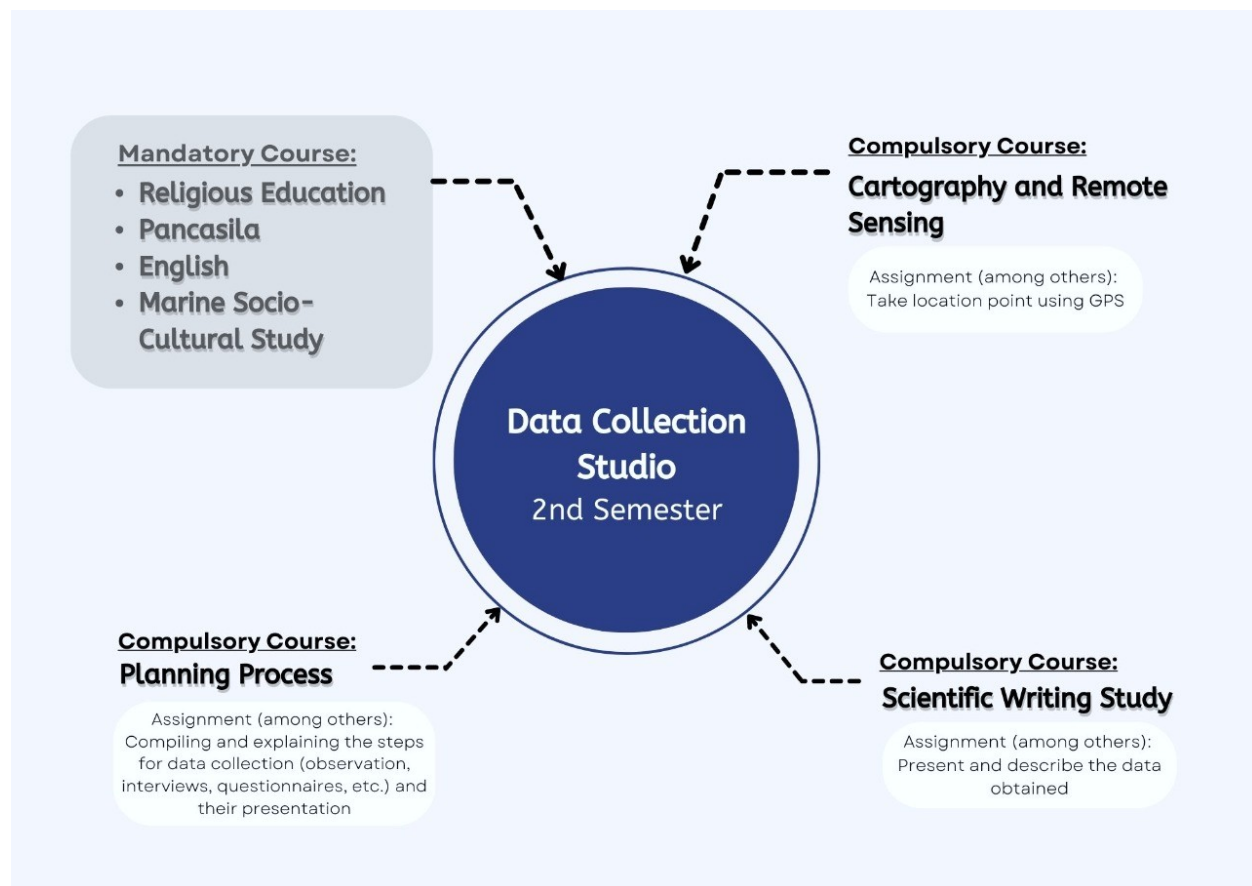 Mandatory Course:
• Religious Education
• Pancasila
• English
• Marine Socio-
Cultural Study
Compulsory Course:
Cartography and Remote
Sensing
Assignment (among others):
Take location point using GPS
Data Collection
Studio
2nd Semester
Compulsory Course:
Planning Process
Assignment (among others):
Compiling and explaining the steps
for data collection (observation,
interviews, questionnaires, etc.) and
their presentation
Compulsory Course:
Scientific Writing Study
Assignment (among others):
Present and describe the data
obtained